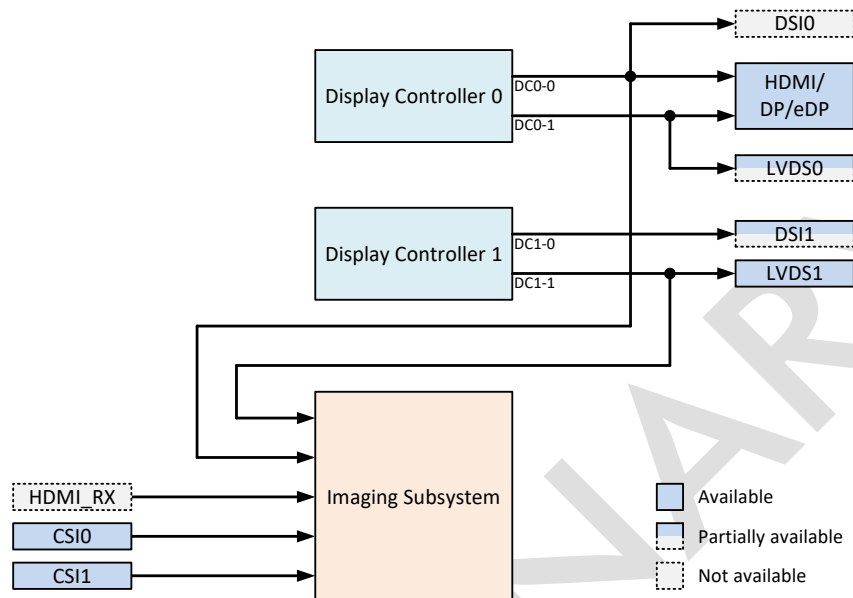 DSI0
Display Controller 0
DC0-0
DC0-1
HDMI/
DP/eDP
LVDS0
Display Controller 1
DC1-0
DC1-1
DSI1
LVDS1
Imaging Subsystem
HDMI_RX
CSI0
CSI1
Available
Partially available
Not available